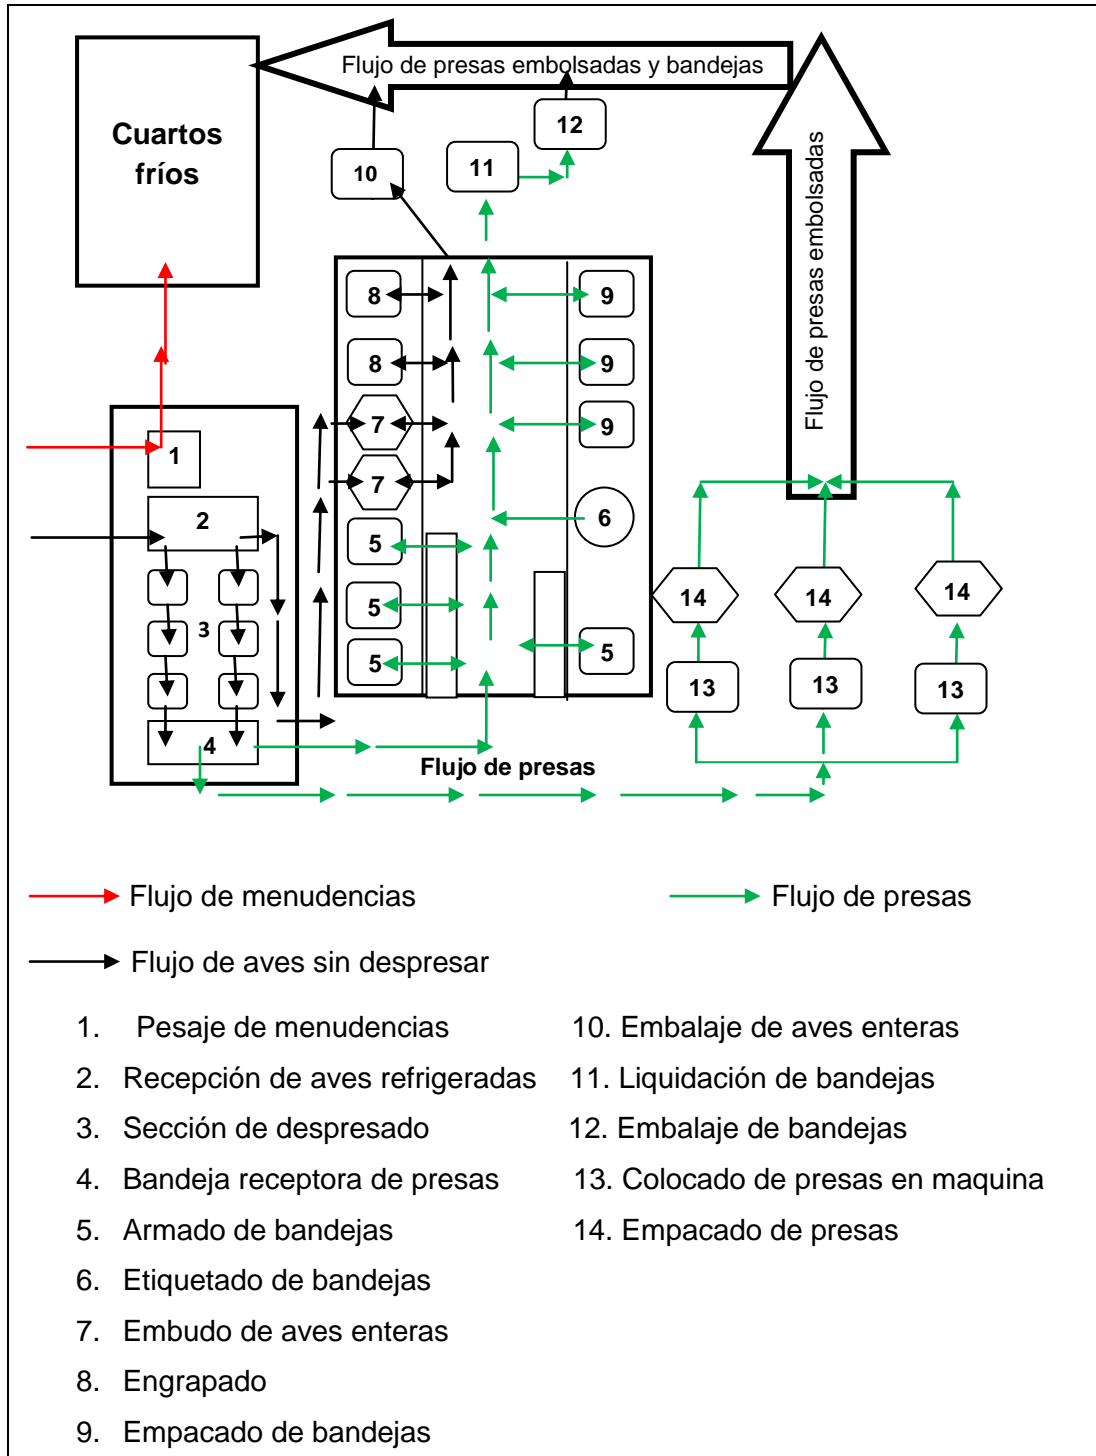 Flujo de presas embolsadas y bandejas
Cuartos
fríos
12
11
10
Flujo de presas embolsadas
8
9
8
9
7
9
1
7
2
6
5
5
14
14
14
3
5
5
13
13
13
4
Flujo de presas
Flujo de menudencias
Flujo de presas
Flujo de aves sin despresar
1. Pesaje de menudencias
10. Embalaje de aves enteras
2. Recepción de aves refrigeradas
11. Liquidación de bandejas
3. Sección de despresado
12. Embalaje de bandejas
4. Bandeja receptora de presas
13. Colocado de presas en maquina
5. Armado de bandejas
14. Empacado de presas
6. Etiquetado de bandejas
7. Embudo de aves enteras
8. Engrapado
9. Empacado de bandejas